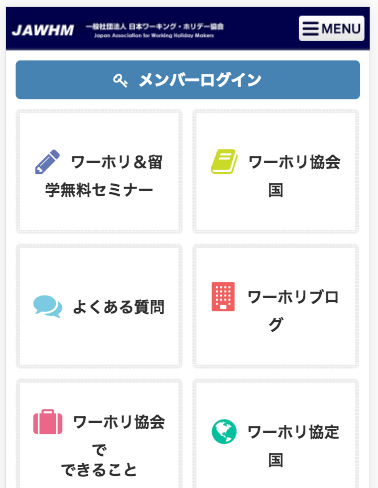 JAWHM
一般社団法人 日本ワーキング・ホリデー協会
Japan Association for Working Holiday Makers
MENU
メンバーログイン
ワーホリ＆留
学無料セミナー
ワーホリ協会
国
よくある質問
ワーホリブロ
グ
ワーホリ協会
で
できること
ワーホリ協定
国